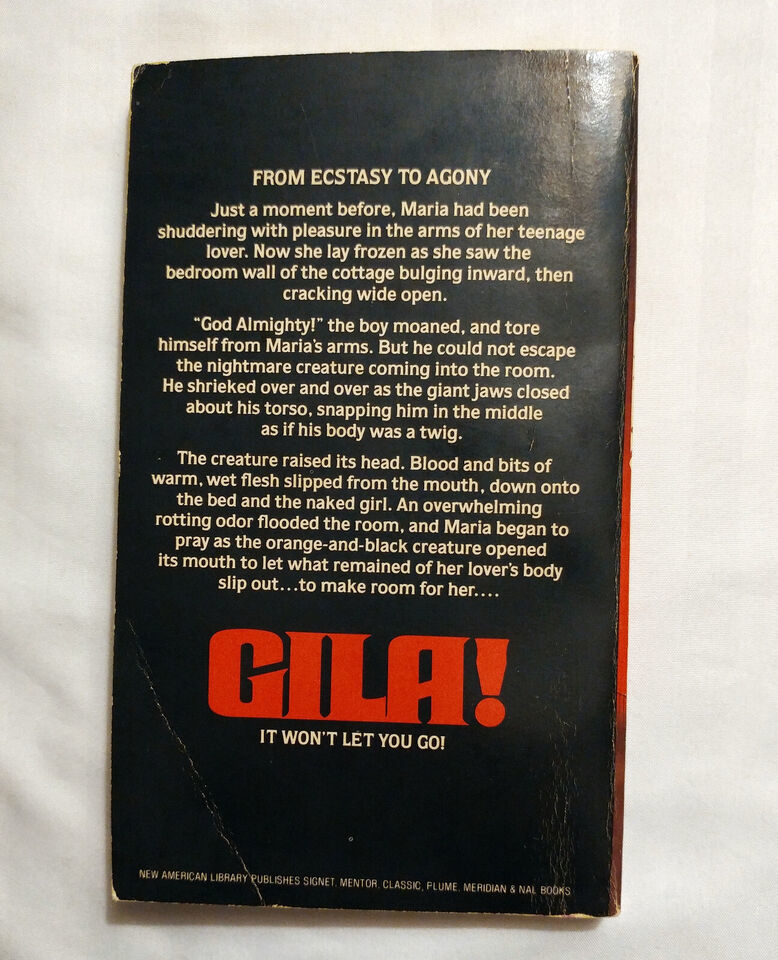 FROM ECSTASY TO AGONY
Just a moment before, Maria had been
shuddering with pleasure in the arms of her teenage
lover. Now she lay frozen as she saw the
bedroom wall of the cottage bulging inward, then
cracking wide open.
"God Almighty!" the boy moaned, and tore
himself from Maria's arms. But he could not escape
the nightmare creature coming into the room.
He shrieked over and over as the giant jaws closed
about his torso, snapping him in the middle
as if his body was a twig.
The creature raised its head. Blood and bits of
warm, wet flesh slipped from the mouth, down onto
the bed and the naked girl. An overwhelming
rotting odor flooded the room, and Maria began to
pray as the orange-and-black creature opened
its mouth to let what remained of her lover's body
slip out...to make room for her....
GILA!
IT WON'T LET YOU GO!
NEW AMERICAN LIBRARY PUBLISHES SIGNET, MENTOR, CLASSIC, PLUME, MERIDIAN & NAL BOOKS